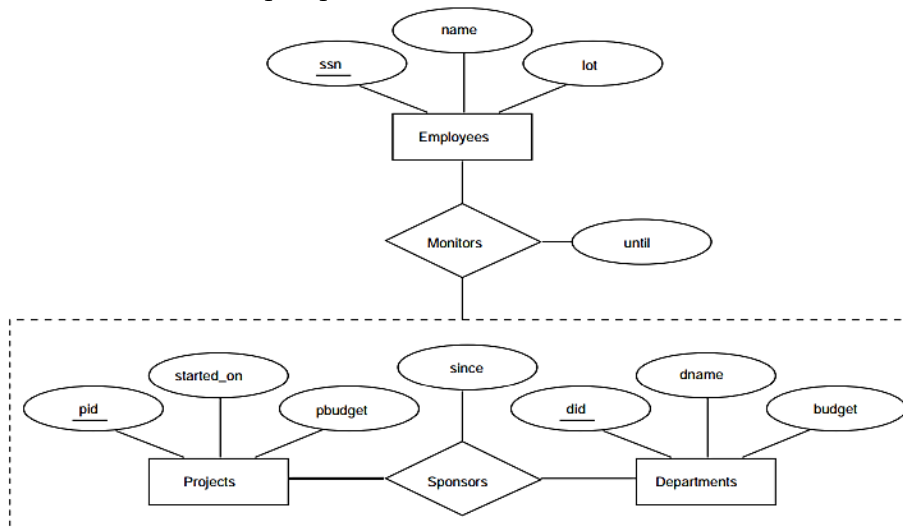 name
ssn
lot
Employees
Monitors
until
since
started_on
dname
pid
pbudget
did
budget
Projects
Sponsors
Departments